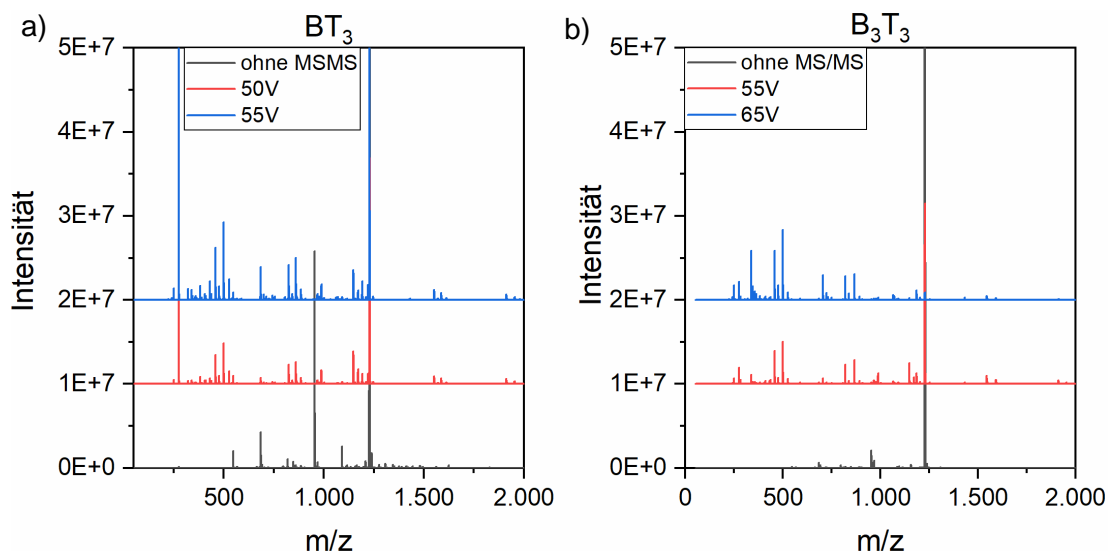 a)
BT₃
ohne MSMS
50V
55V
5E+7
4E+7
3E+7
2E+7
1E+7
0E+0
Intensität
500 1.000 1.500 2.000
m/z
b)
B₃T₃
ohne MS/MS
55V
65V
5E+7
4E+7
3E+7
2E+7
1E+7
0E+0
Intensität
0 500 1.000 1.500 2.000
m/z